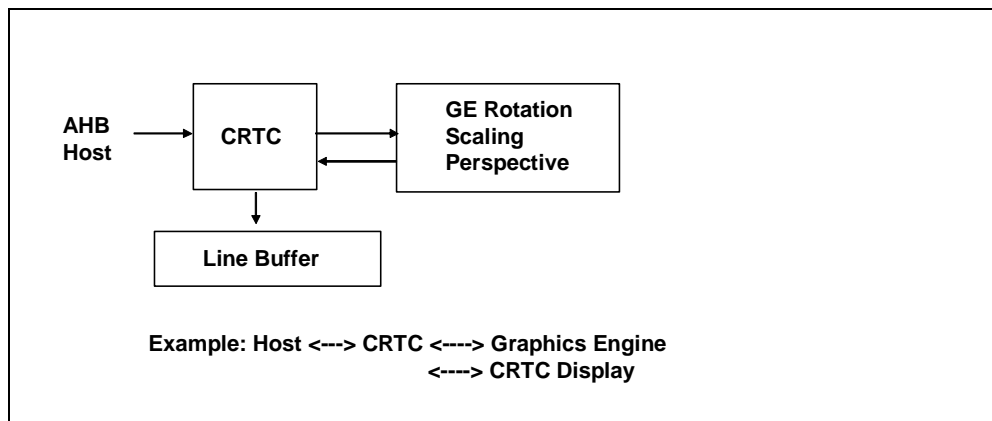 AHB
Host
CRTC
GE Rotation
Scaling
Perspective
Line Buffer
Example: Host <---> CRTC <----> Graphics Engine
<----> CRTC Display